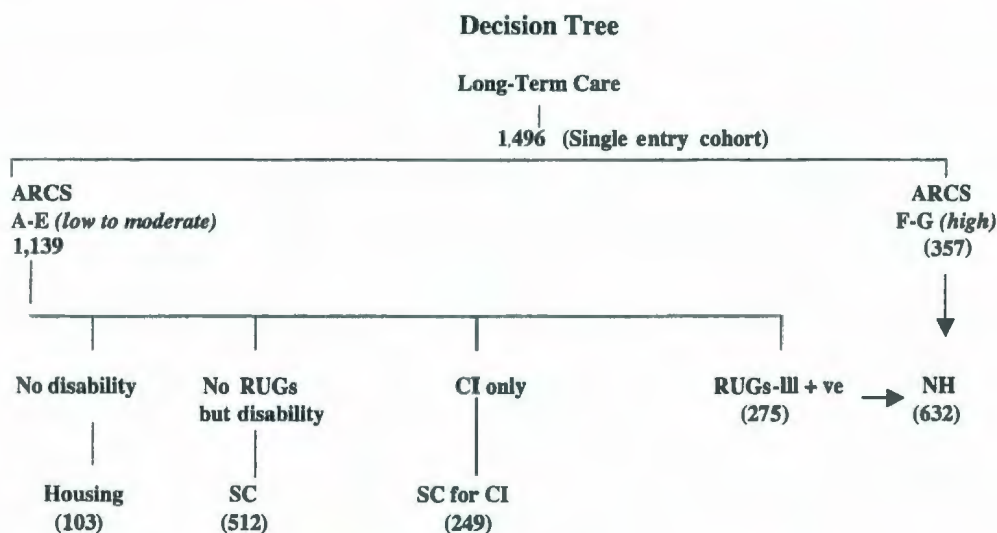 Decision Tree
Long-Term Care
1,496 (Single entry cohort)
ARCS
A-E (low to moderate)
1,139
ARCS
F-G (high)
(357)
No disability
No RUGs
but disability
CI only
RUGs-lll + ve
(275)
NH
(632)
Housing
(103)
SC
(512)
SC for CI
(249)